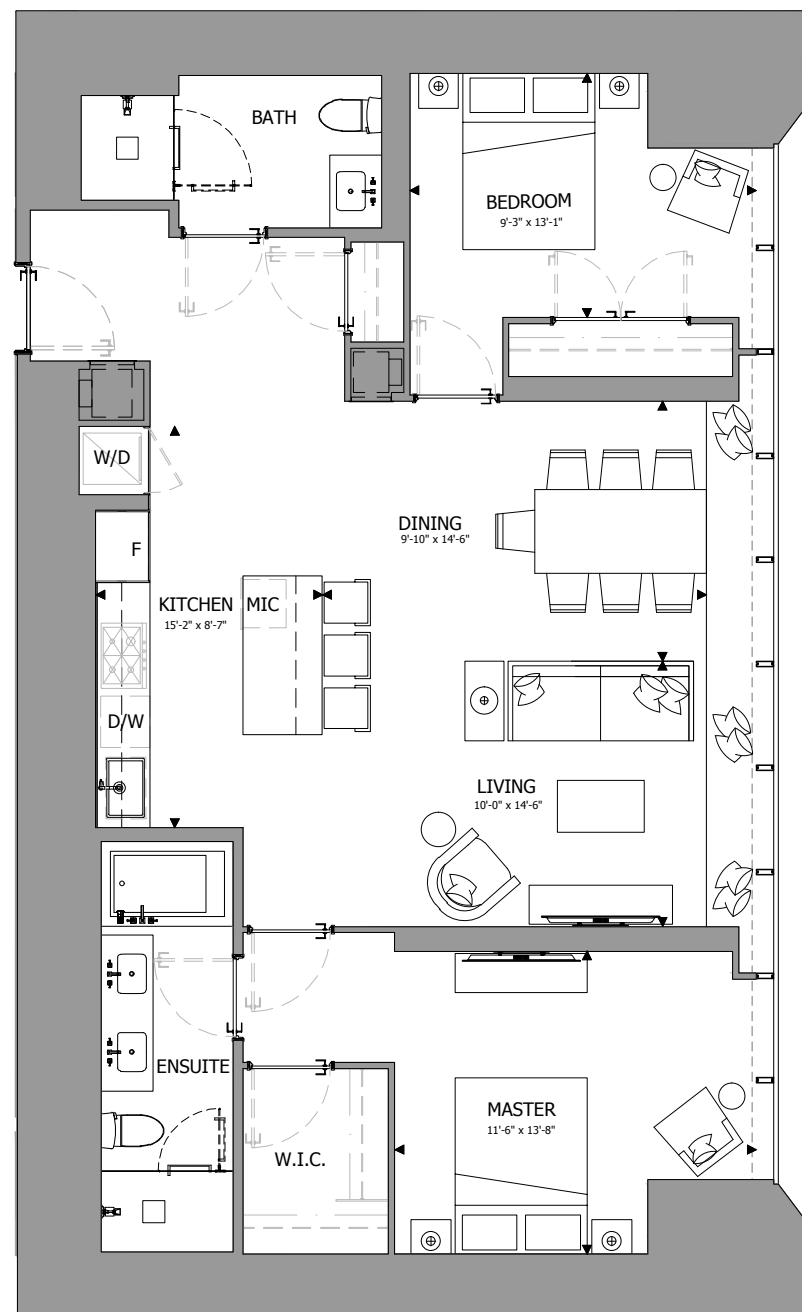 BATH
BEDROOM
9'-3" x 13'-1"
W/D
DINING
9'-10" x 14'-6"
F
KITCHEN
15'-2" x 8'-7"
MIC
D/W
LIVING
10'-0" x 14'-6"
ENSUITE
MASTER
11'-6" x 13'-8"
W.I.C.